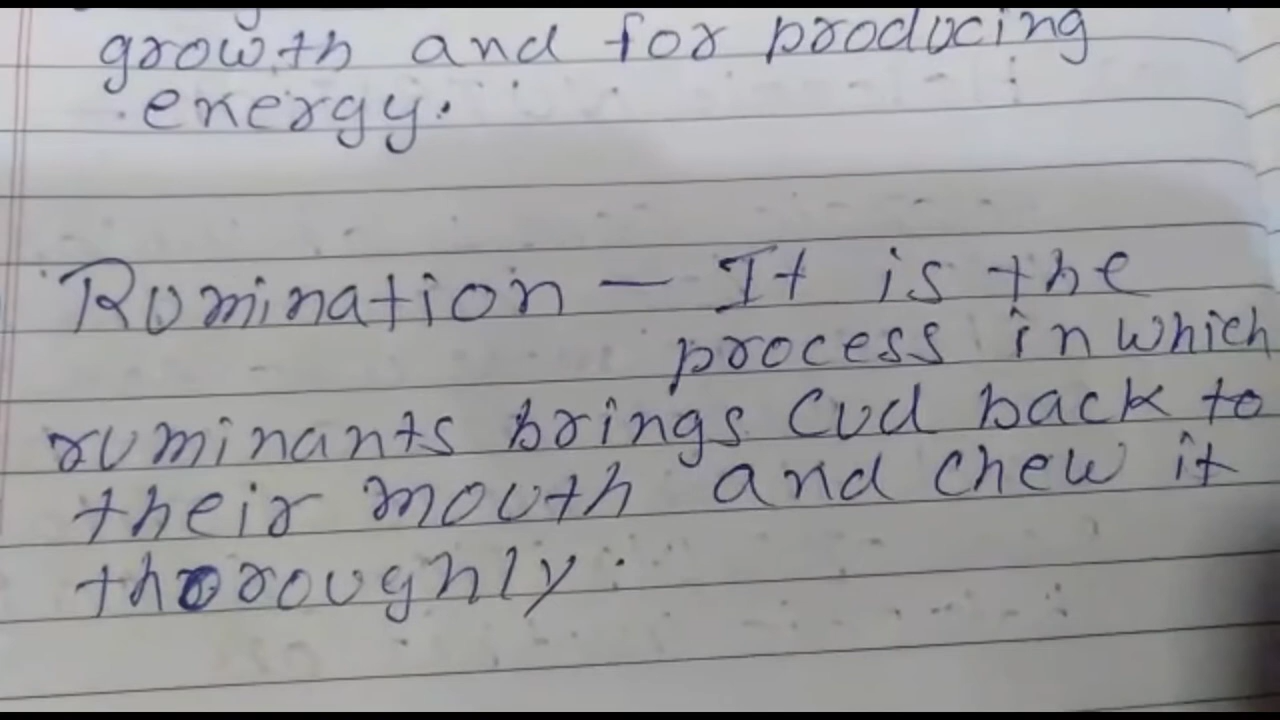 growth and for producing
energy.
Rumination – It is the
process in which
ruminants brings Cud back to
their mouth and chew it
thoroughly.